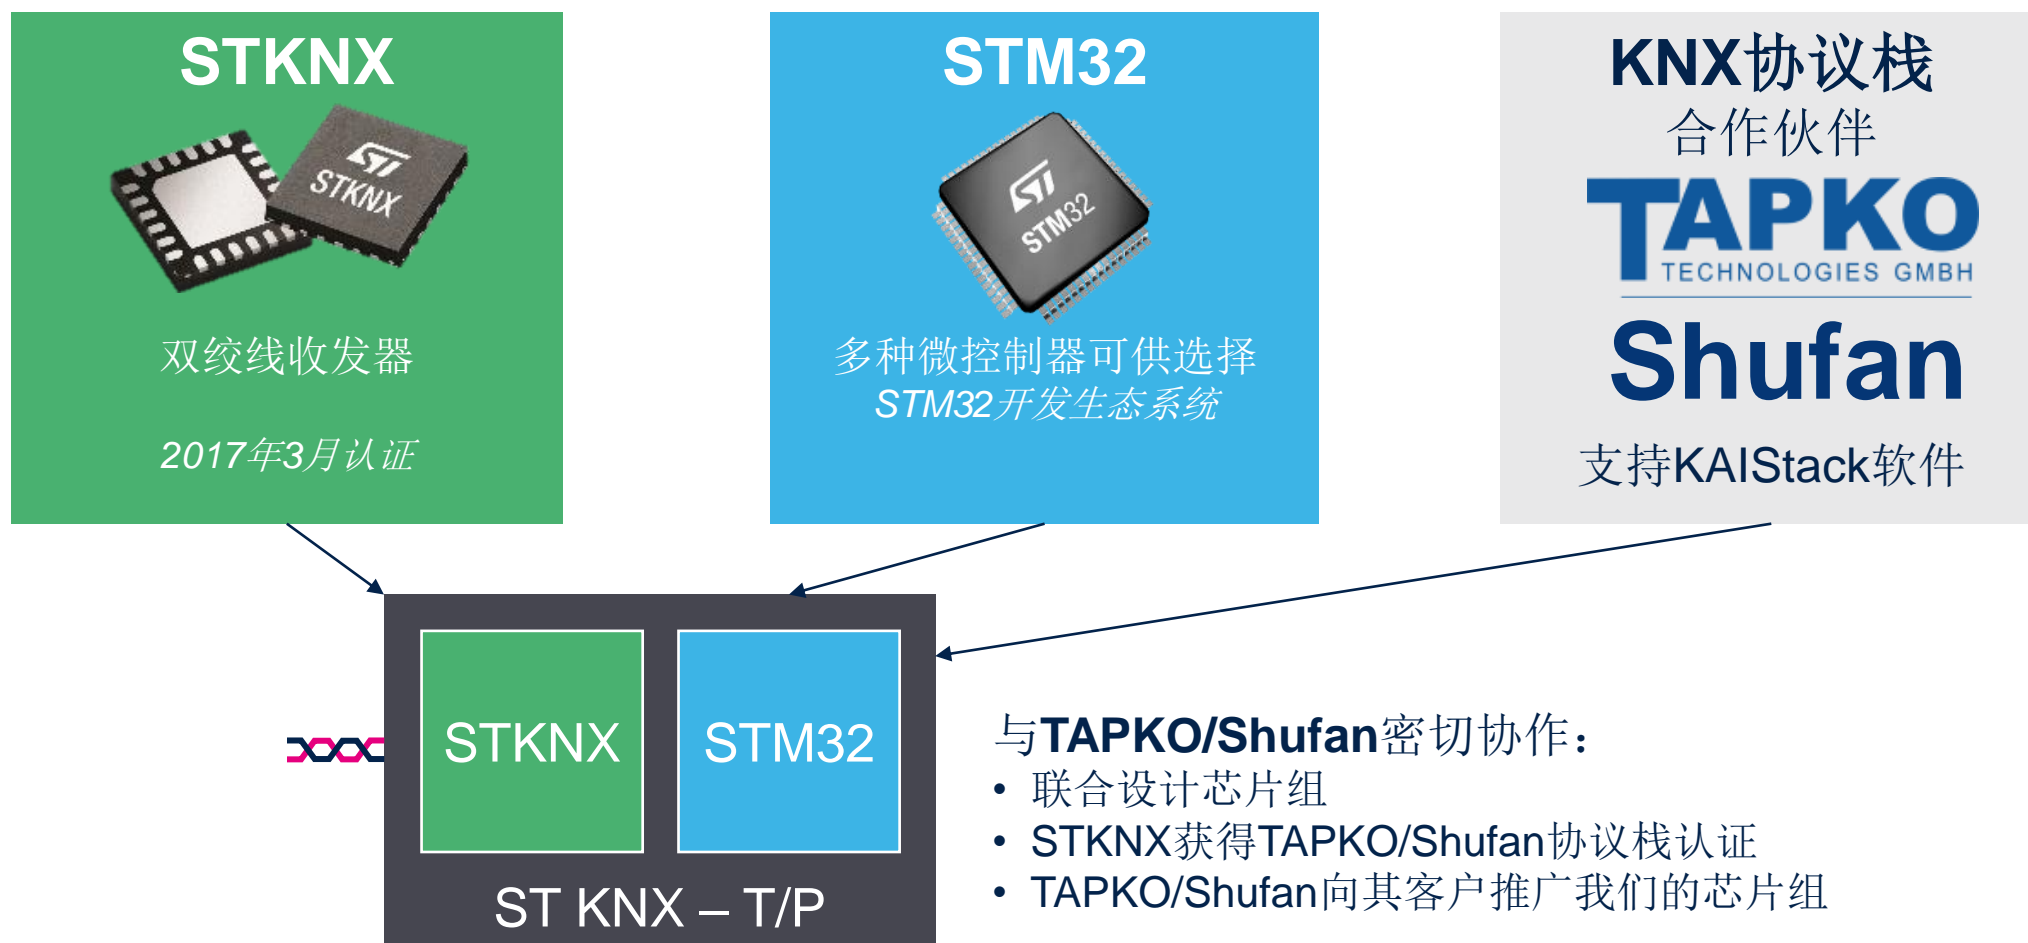 STKNX
STKNX
双绞线收发器
2017年3月认证
STM32
STM32
多种微控制器可供选择
STM32开发生态系统
KNX协议栈
合作伙伴
TAPKO
TECHNOLOGIES GMBH
Shufan
支持KAIStack软件
STKNX
STM32
ST KNX – T/P
与TAPKO/Shufan密切协作：
• 联合设计芯片组
• STKNX获得TAPKO/Shufan协议栈认证
• TAPKO/Shufan向其客户推广我们的芯片组